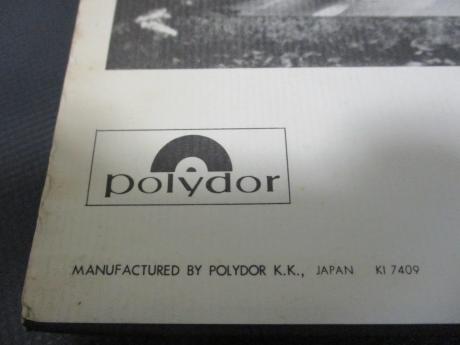 polydor
MANUFACTURED BY POLYDOR K.K., JAPAN KI 7409